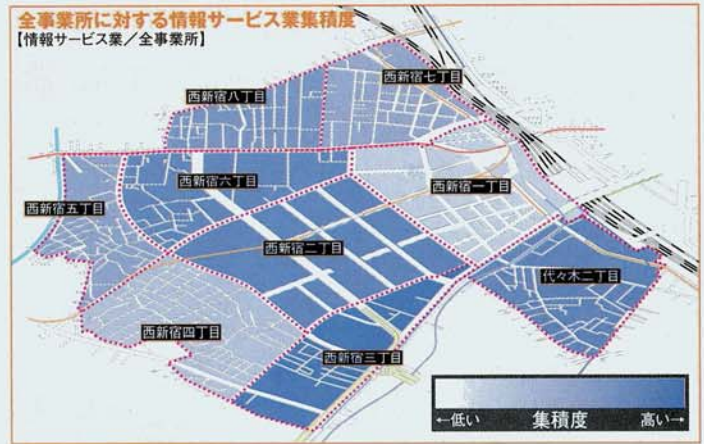 全事業所に対する情報サービス業集積度
【情報サービス業／全事業所】
西新宿七丁目
西新宿八丁目
西新宿六丁目
西新宿一丁目
西新宿五丁目
西新宿二丁目
代々木二丁目
西新宿四丁目
西新宿三丁目
←低い 集積度 高い→